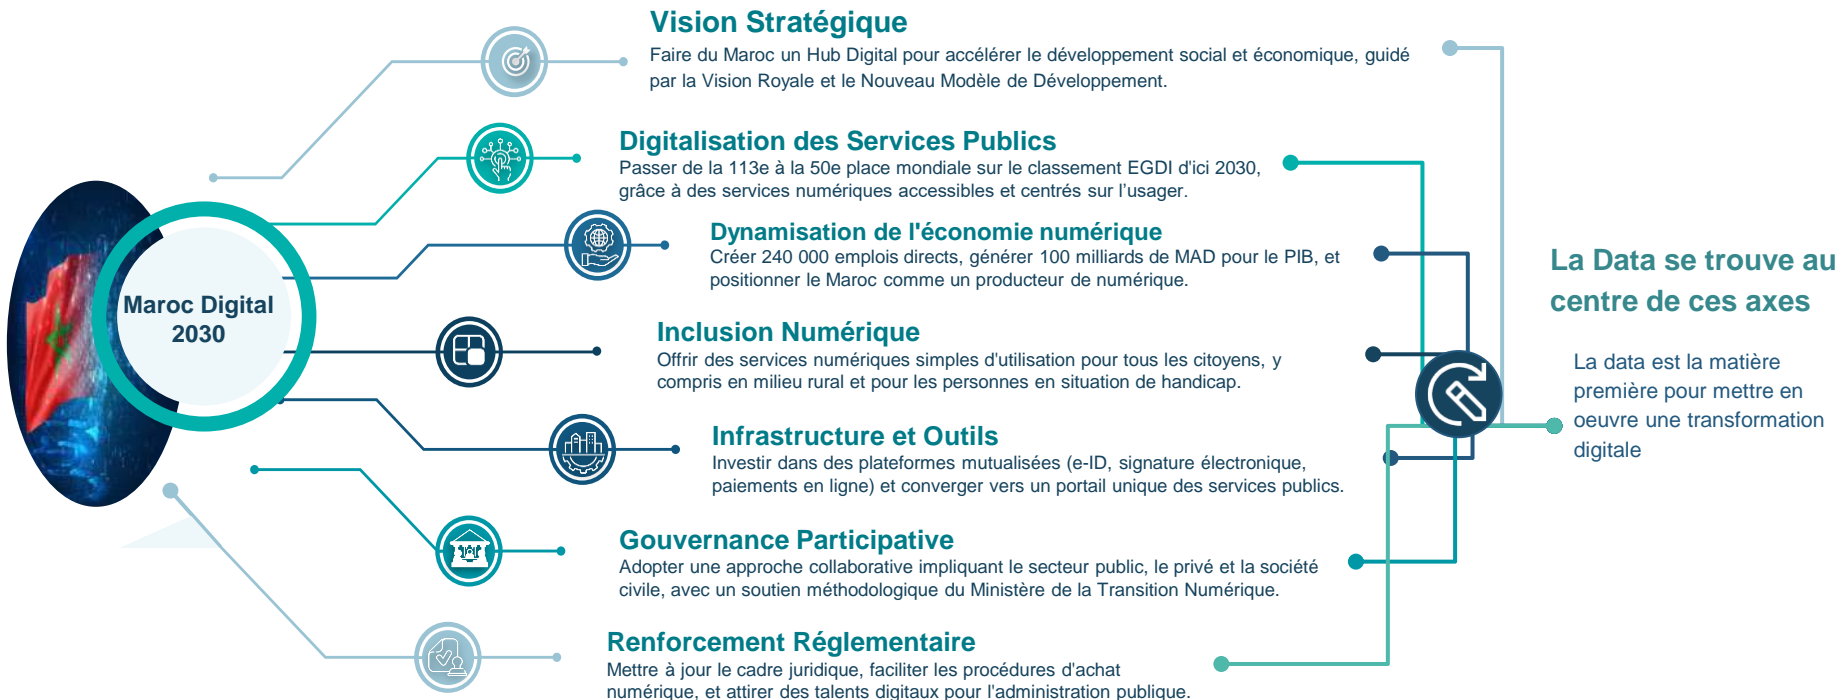 Vision Stratégique
Faire du Maroc un Hub Digital pour accélérer le développement social et économique, guidé
par la Vision Royale et le Nouveau Modèle de Développement.
Digitalisation des Services Publics
Passer de la 113e à la 50e place mondiale sur le classement EGDI d'ici 2030,
grâce à des services numériques accessibles et centrés sur l'usager.
Dynamisation de l'économie numérique
Créer 240 000 emplois directs, générer 100 milliards de MAD pour le PIB, et
positionner le Maroc comme un producteur de numérique.
Maroc Digital
2030
Inclusion Numérique
Offrir des services numériques simples d'utilisation pour tous les citoyens, y
compris en milieu rural et pour les personnes en situation de handicap.
Infrastructure et Outils
Investir dans des plateformes mutualisées (e-ID, signature électronique,
paiements en ligne) et converger vers un portail unique des services publics.
Gouvernance Participative
Adopter une approche collaborative impliquant le secteur public, le privé et la société
civile, avec un soutien méthodologique du Ministère de la Transition Numérique.
Renforcement Réglementaire
Mettre à jour le cadre juridique, faciliter les procédures d'achat
numérique, et attirer des talents digitaux pour l'administration publique.
La Data se trouve au
centre de ces axes
La data est la matière
première pour mettre en
oeuvre une transformation
digitale